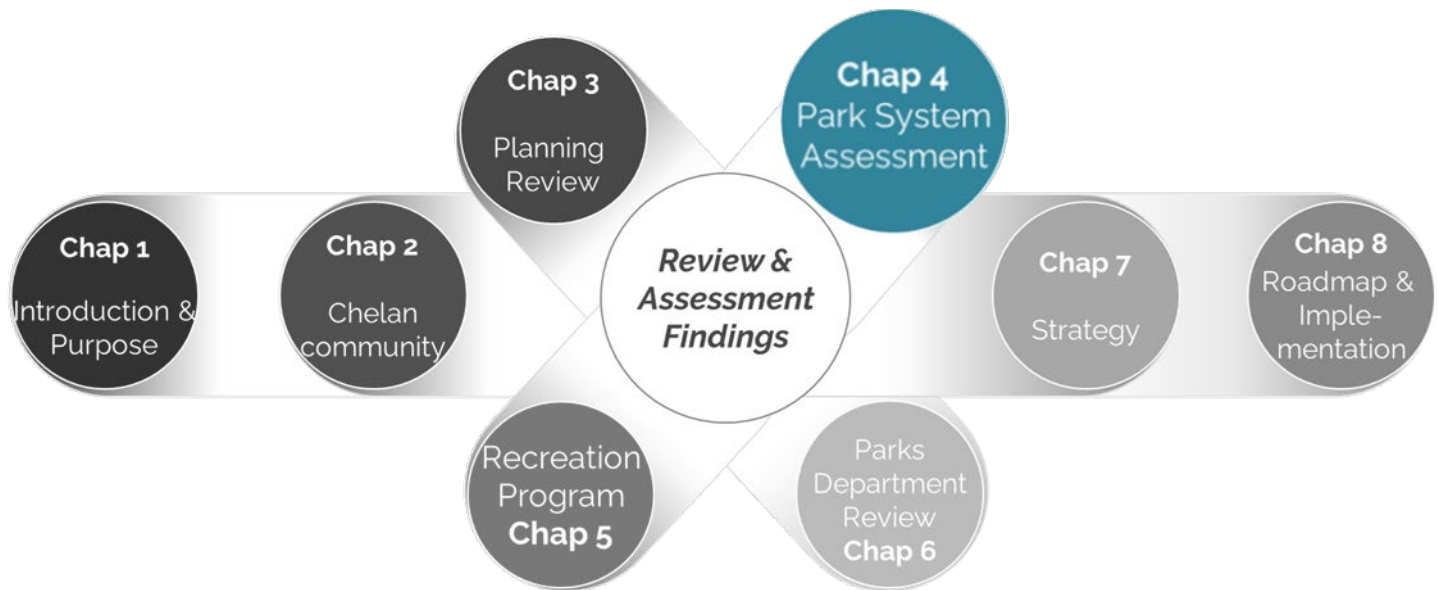 Chap 1
Introduction &
Purpose
Chap 2
Chelan
community
Chap 3
Planning
Review
Chap 4
Park System
Assessment
Review &
Assessment
Findings
Recreation
Program
Chap 5
Parks
Department
Review
Chap 6
Chap 7
Strategy
Chap 8
Roadmap &
Imple-
mentation